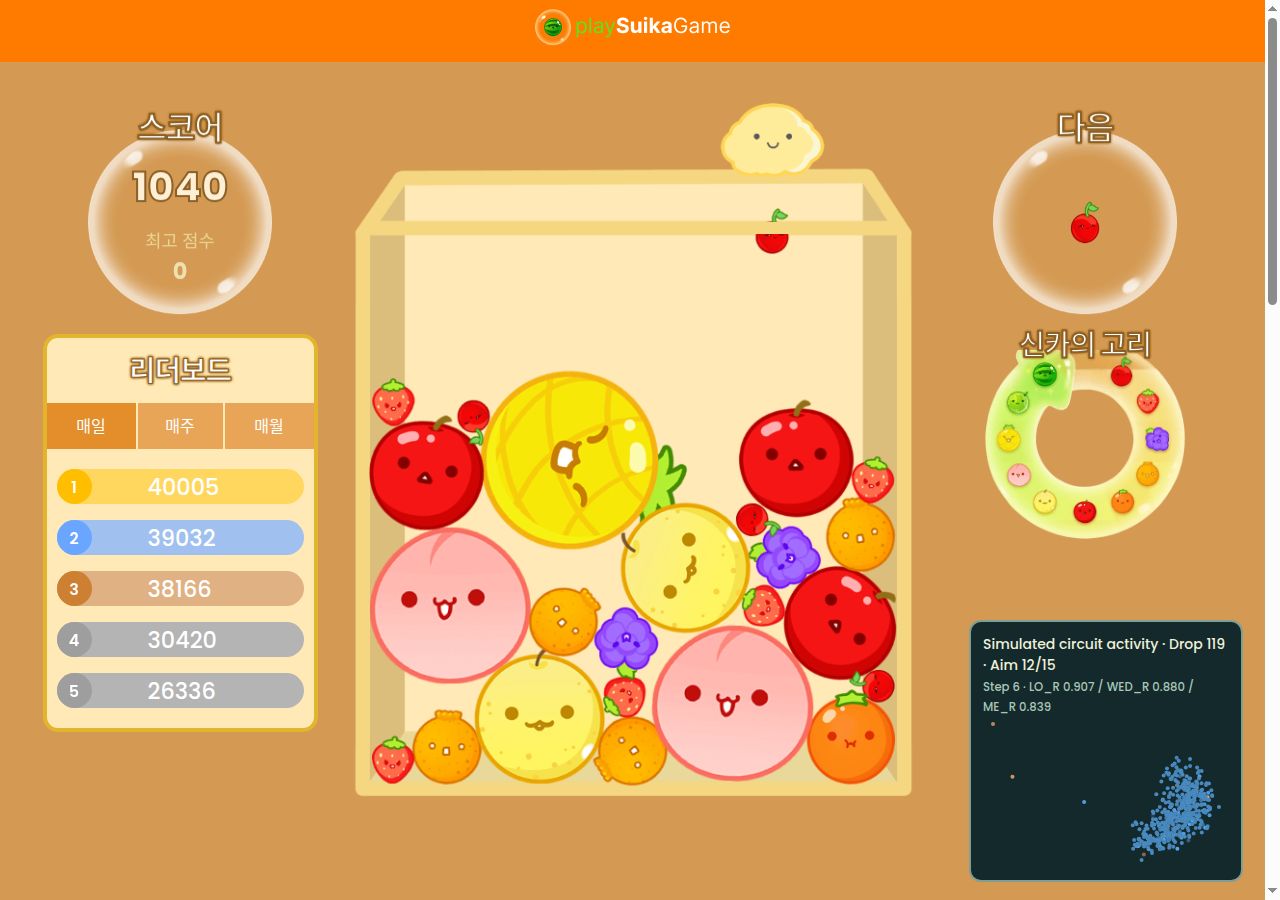 playSuikaGame
스코어
1040
최고 점수
0
다음
리더보드
매일 매주 매월
1 40005
2 39032
3 38166
4 30420
5 26336
신카의 고리
Simulated circuit activity · Drop 119
· Aim 12/15
Step 6 · LO_R 0.907 / WED_R 0.880 /
ME_R 0.839